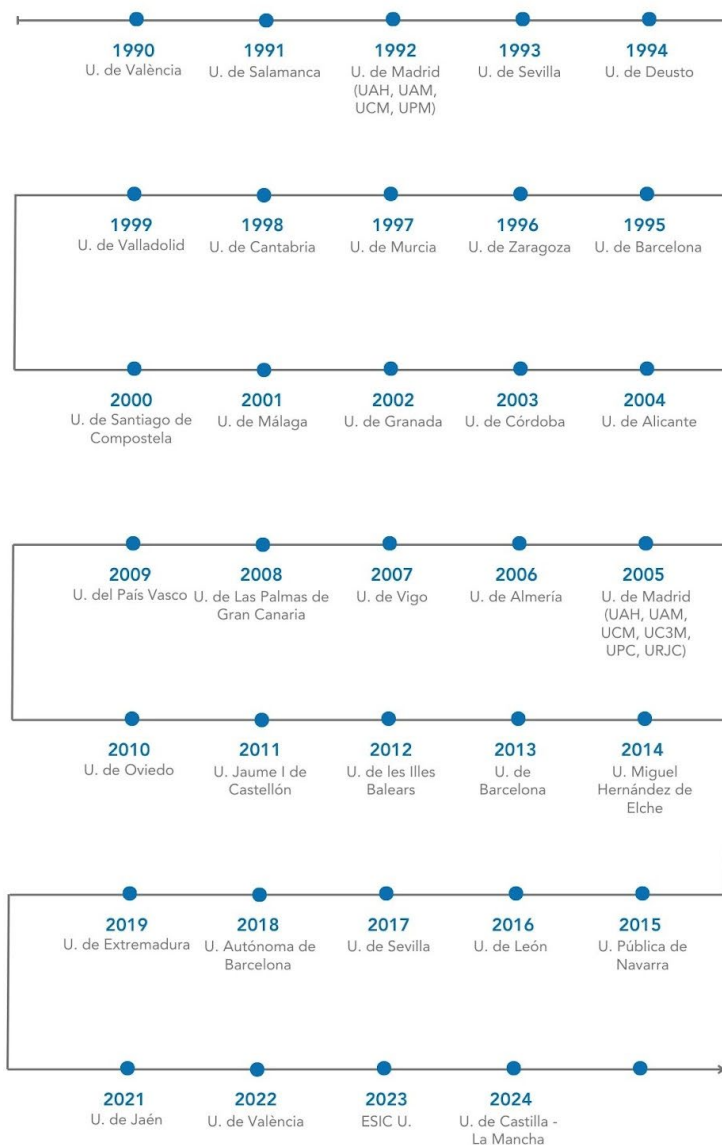 1990
U. de València
1991
U. de Salamanca
1992
U. de Madrid
(UAH, UAM,
UCM, UPM)
1993
U. de Sevilla
1994
U. de Deusto
1999
U. de Valladolid
1998
U. de Cantabria
1997
U. de Murcia
1996
U. de Zaragoza
1995
U. de Barcelona
2000
U. de Santiago de
Compostela
2001
U. de Málaga
2002
U. de Granada
2003
U. de Córdoba
2004
U. de Alicante
2009
U. del País Vasco
2008
U. de Las Palmas de
Gran Canaria
2007
U. de Vigo
2006
U. de Almería
2005
U. de Madrid
(UAH, UAM,
UCM, UC3M,
UPC, URJC)
2010
U. de Oviedo
2011
U. Jaume I de
Castellón
2012
U. de les Illes
Balears
2013
U. de
Barcelona
2014
U. Miguel
Hernández de
Elche
2019
U. de Extremadura
2018
U. Autónoma de
Barcelona
2017
U. de Sevilla
2016
U. de León
2015
U. Pública de
Navarra
2021
U. de Jaén
2022
U. de València
2023
ESIC U.
2024
U. de Castilla -
La Mancha